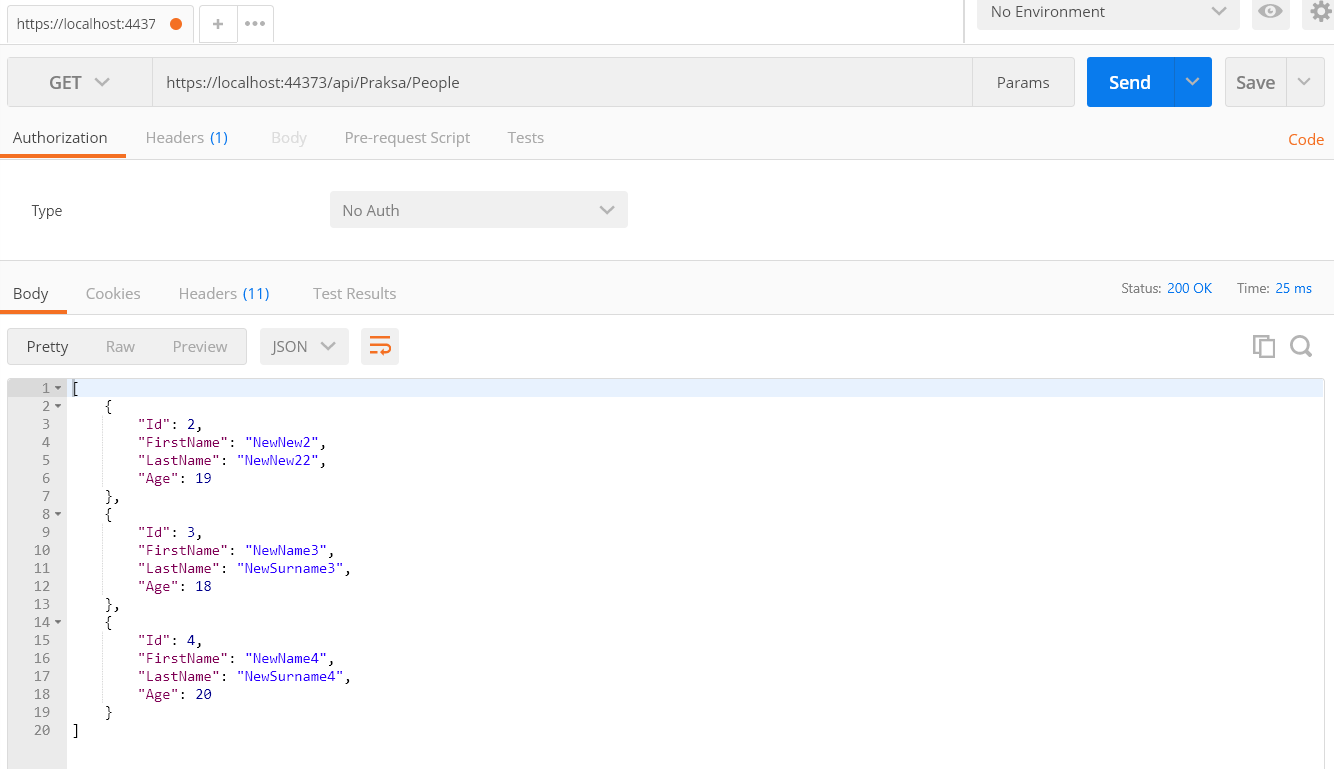 https://localhost:4437
+
No Environment
GET
https://localhost:44373/api/Praksa/People
Params
Send
Save
Authorization
Headers (1)
Body
Pre-request Script
Tests
Code
Type
No Auth
Body
Cookies
Headers (11)
Test Results
Status: 200 OK
Time: 25 ms
Pretty
Raw
Preview
JSON
1 [
2 {
3 "Id": 2,
4 "FirstName": "NewNew2",
5 "LastName": "NewNew22",
6 "Age": 19
7 },
8 {
9 "Id": 3,
10 "FirstName": "NewName3",
11 "LastName": "NewSurname3",
12 "Age": 18
13 },
14 {
15 "Id": 4,
16 "FirstName": "NewName4",
17 "LastName": "NewSurname4",
18 "Age": 20
19 }
20 ]